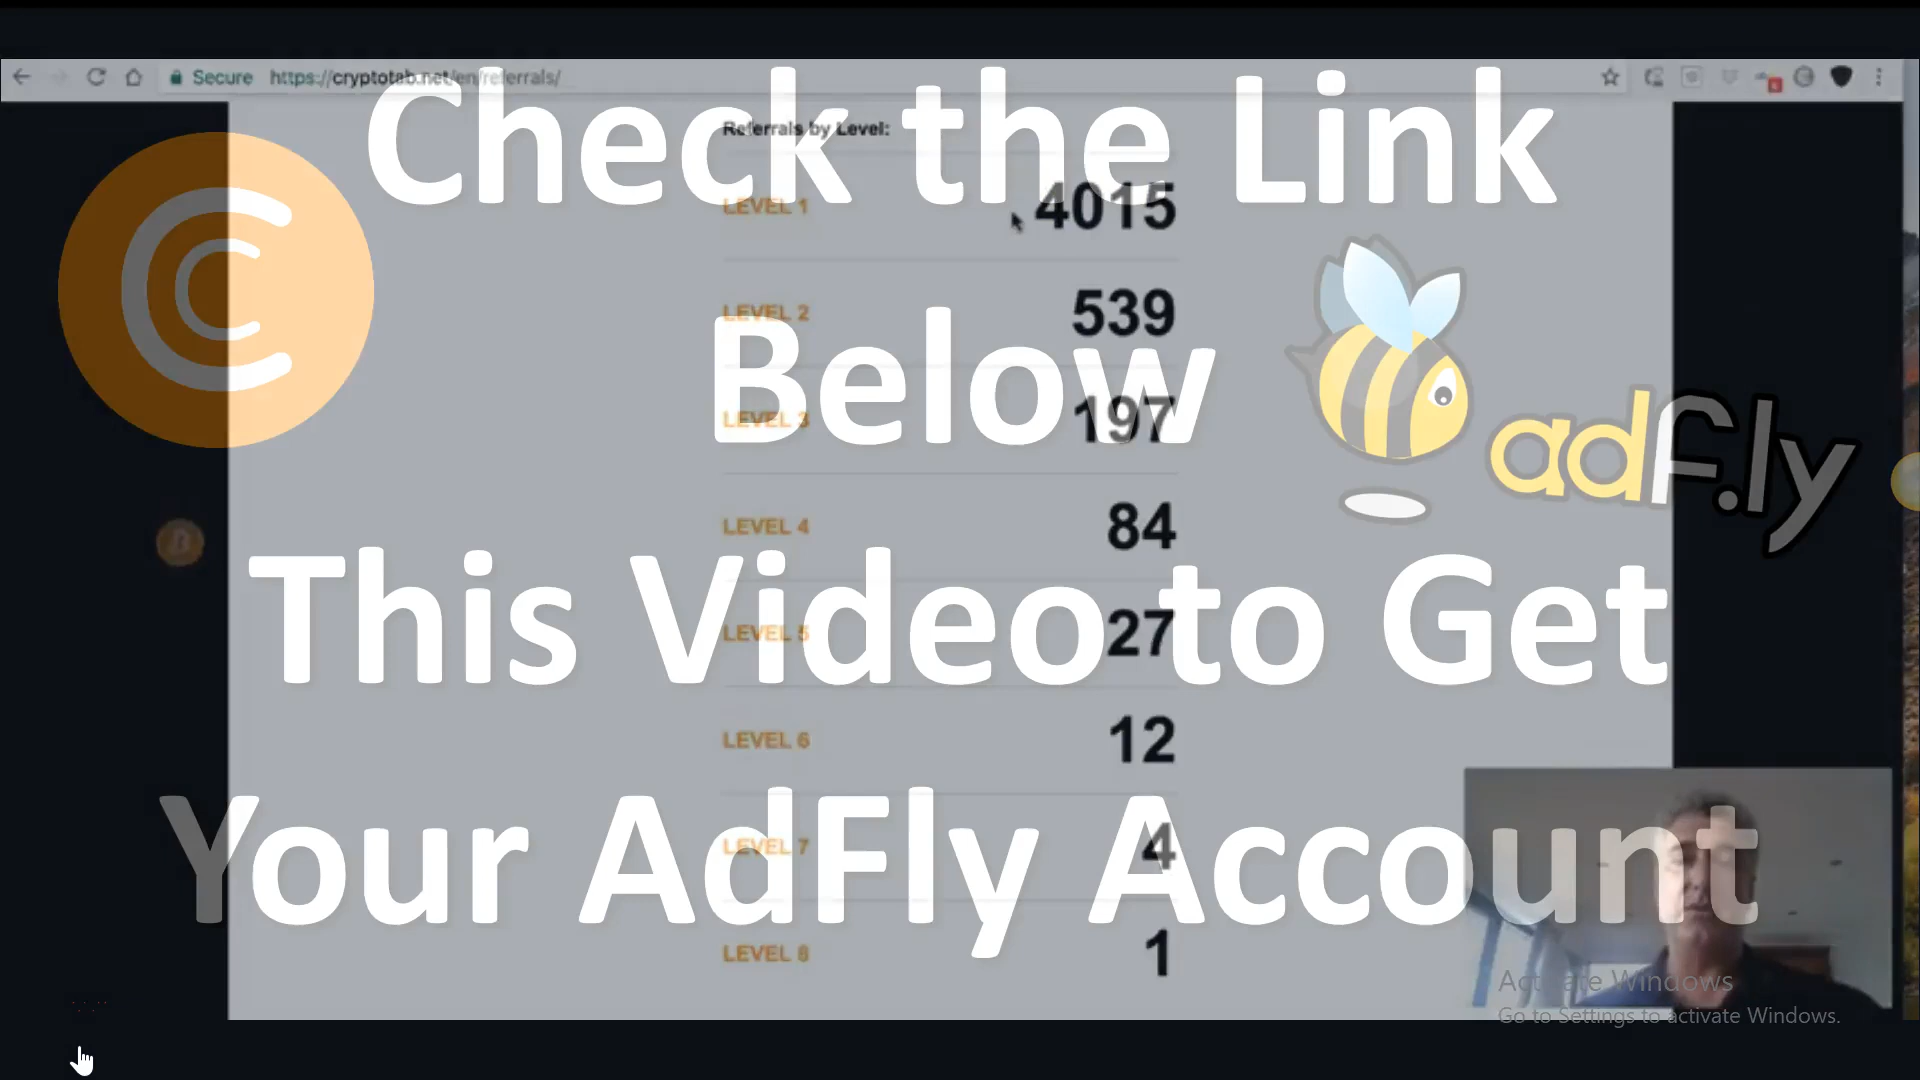 Secure https://cryptotab.net/en/referrals/
Check the Link
Referrals by Level:
LEVEL 1 4015
LEVEL 2 539
Below
LEVEL 3 197
adf.ly
LEVEL 4 84
This Video to Get
LEVEL 5 27
LEVEL 6 12
Your AdFly Account
LEVEL 7 4
LEVEL 8 1
Activate Windows
Go to Settings to activate Windows.